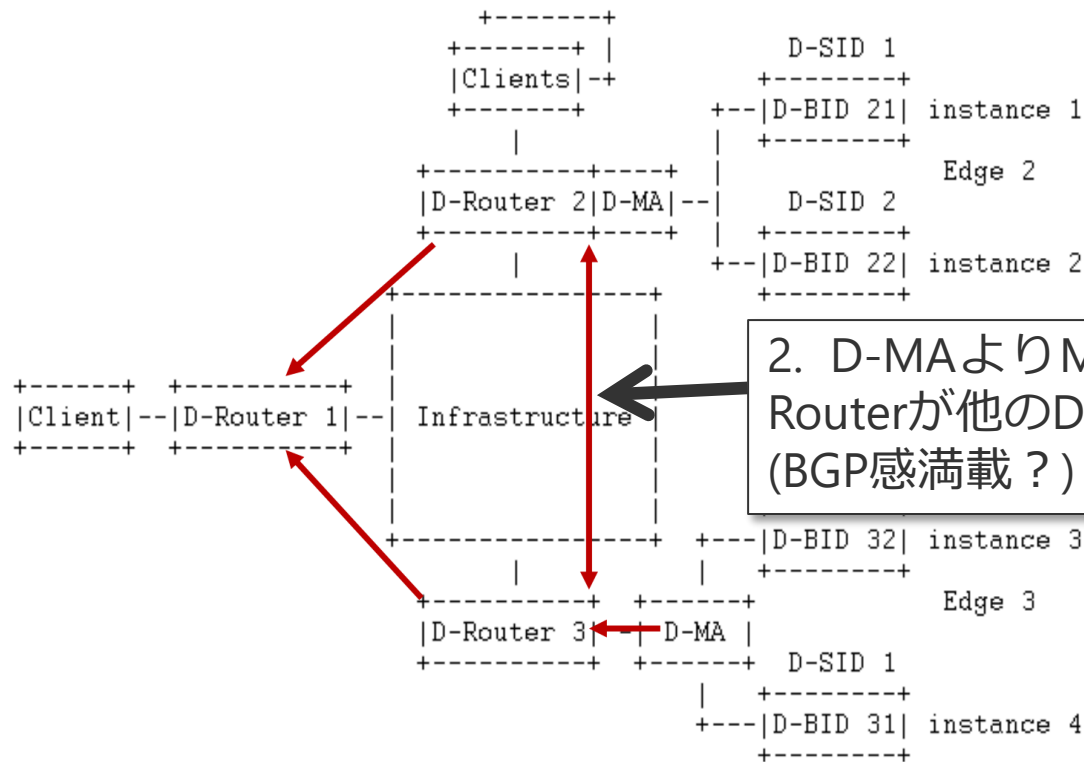 +-------+
+-------+ |
|Clients|-+
+-------+
|
+-----------+----+
|D-Router 2|D-MA|--|
+-----------+----+
|
D-SID 1
+--------+
+--|D-BID 21| instance 1
| +--------+
| Edge 2
D-SID 2
| +--------+
+--|D-BID 22| instance 2
+--------+
+-----------------+
+------+ +-----------+
|Client|--|D-Router 1|--| Infrastructure
+------+ +-----------+
2. D-MAよりM
Routerが他のD
(BGP感満載？)
+-----------------+
+---|D-BID 32| instance 3
| +--------+
Edge 3
+-----------+ +------+
|D-Router 3| -| D-MA |
+-----------+ +------+
D-SID 1
| +--------+
+---|D-BID 31| instance 4
+--------+